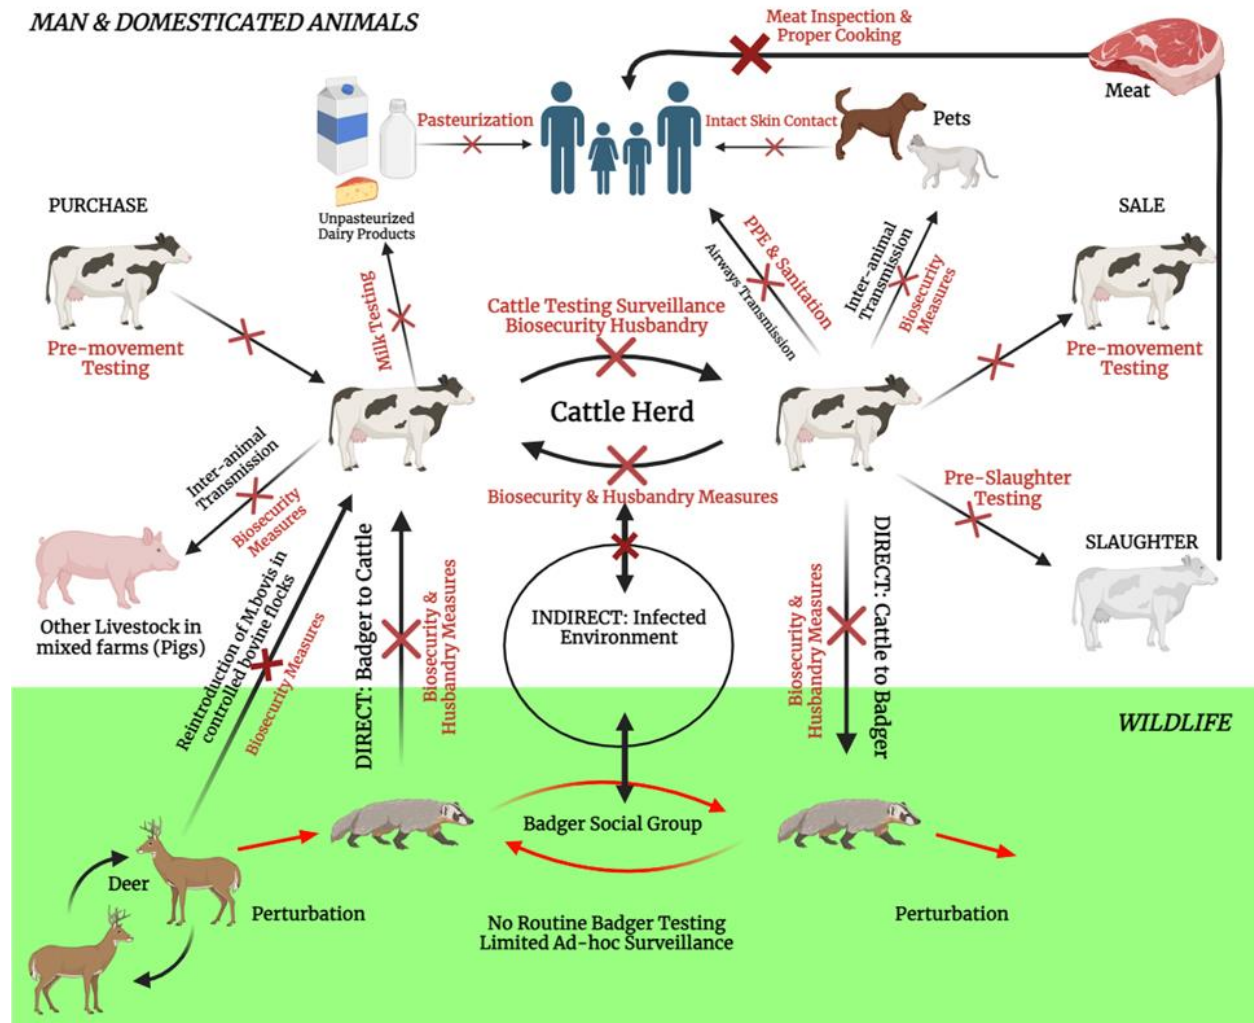 MAN & DOMESTICATED ANIMALS
Meat Inspection &
Proper Cooking
Meat
Pasteurization
Intact Skin Contact
Pets
Unpasteurized
Dairy Products
PURCHASE
SALE
Pre-movement
Testing
Milk Testing
Cattle Testing Surveillance
Biosecurity Husbandry
PPE & Sanitation
Airways Transmission
Inter-animal
Transmission
Biosecurity
Measures
Pre-movement
Testing
Cattle Herd
Biosecurity & Husbandry Measures
Inter-animal
Transmission
Biosecurity
Measures
Pre-Slaughter
Testing
SLAUGHTER
Other Livestock in
mixed farms (Pigs)
Reintroduction of M.bovis in
controlled bovine flocks
Biosecurity Measures
DIRECT: Badger to Cattle
Biosecurity &
Husbandry Measures
INDIRECT: Infected
Environment
Biosecurity &
Husbandry Measures
DIRECT: Cattle to Badger
WILDLIFE
Badger Social Group
Deer
Perturbation
No Routine Badger Testing
Limited Ad-hoc Surveillance
Perturbation